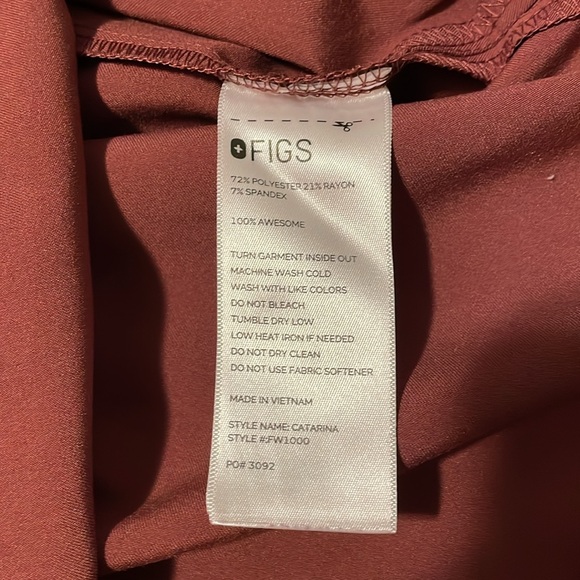 FIGS
72% POLYESTER 21% RAYON
7% SPANDEX
100% AWESOME
TURN GARMENT INSIDE OUT
MACHINE WASH COLD
WASH WITH LIKE COLORS
DO NOT BLEACH
TUMBLE DRY LOW
LOW HEAT IRON IF NEEDED
DO NOT DRY CLEAN
DO NOT USE FABRIC SOFTENER
MADE IN VIETNAM
STYLE NAME: CATARINA
STYLE #:FW1000
PO# 3092